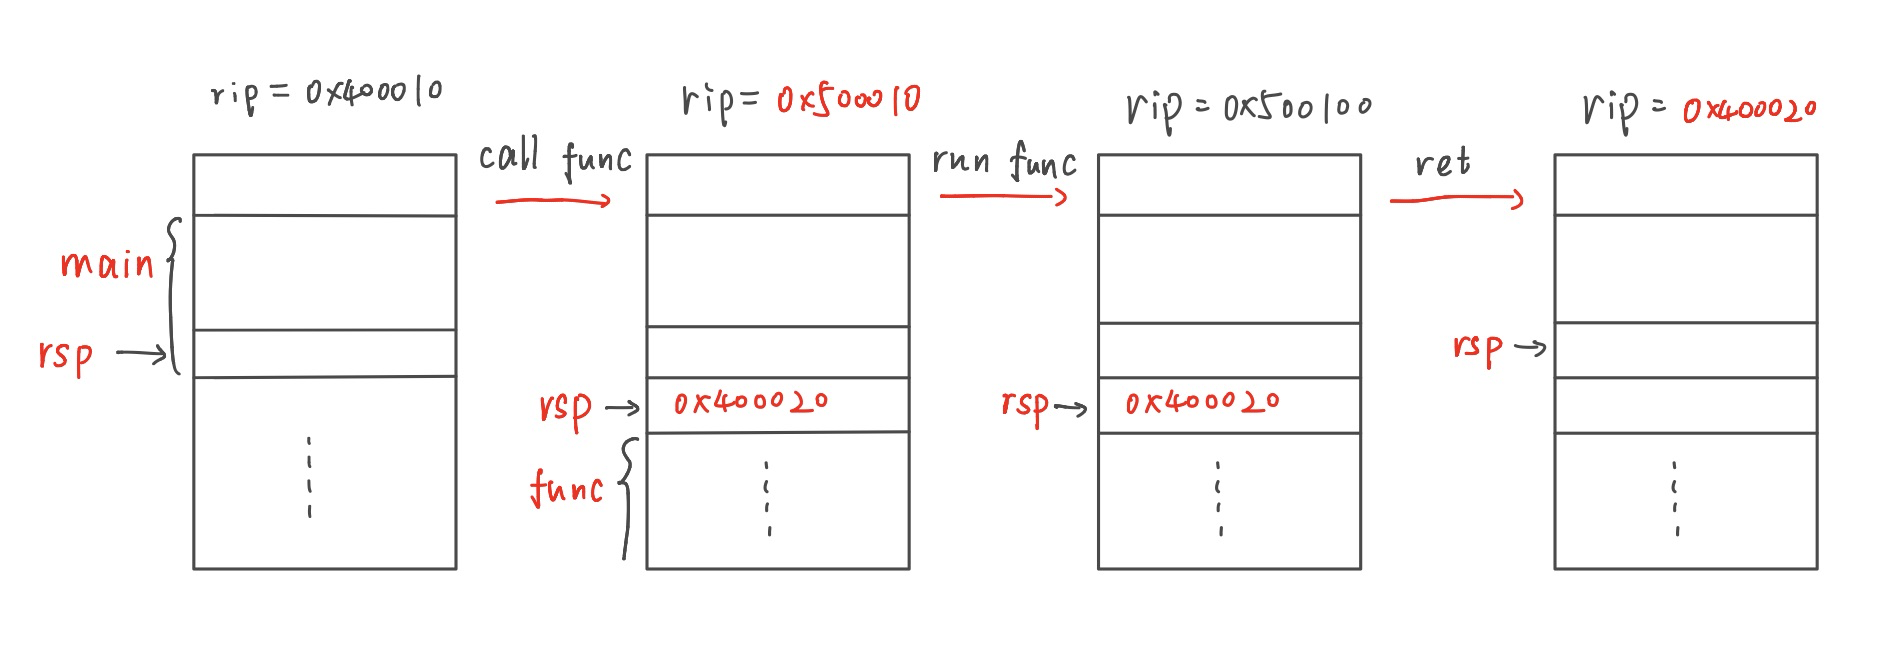 rip = 0x400010
rip = 0x500010
rip = 0x500100
rip = 0x400020
call func
run func
ret
main
rsp
rsp
0x400020
rsp
0x400020
rsp
func